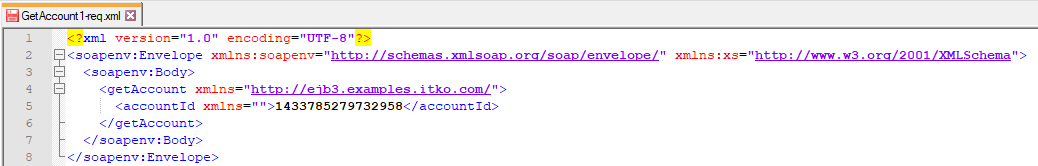 GetAccount1-req.xml
1 <?xml version="1.0" encoding="UTF-8"?>
2 <soapenv:Envelope xmlns:soapenv="http://schemas.xmlsoap.org/soap/envelope/" xmlns:xs="http://www.w3.org/2001/XMLSchema">
3 <soapenv:Body>
4 <getAccount xmlns="http://ejb3.examples.itko.com/">
5 <accountId xmlns="">1433785279732958</accountId>
6 </getAccount>
7 </soapenv:Body>
8 </soapenv:Envelope>